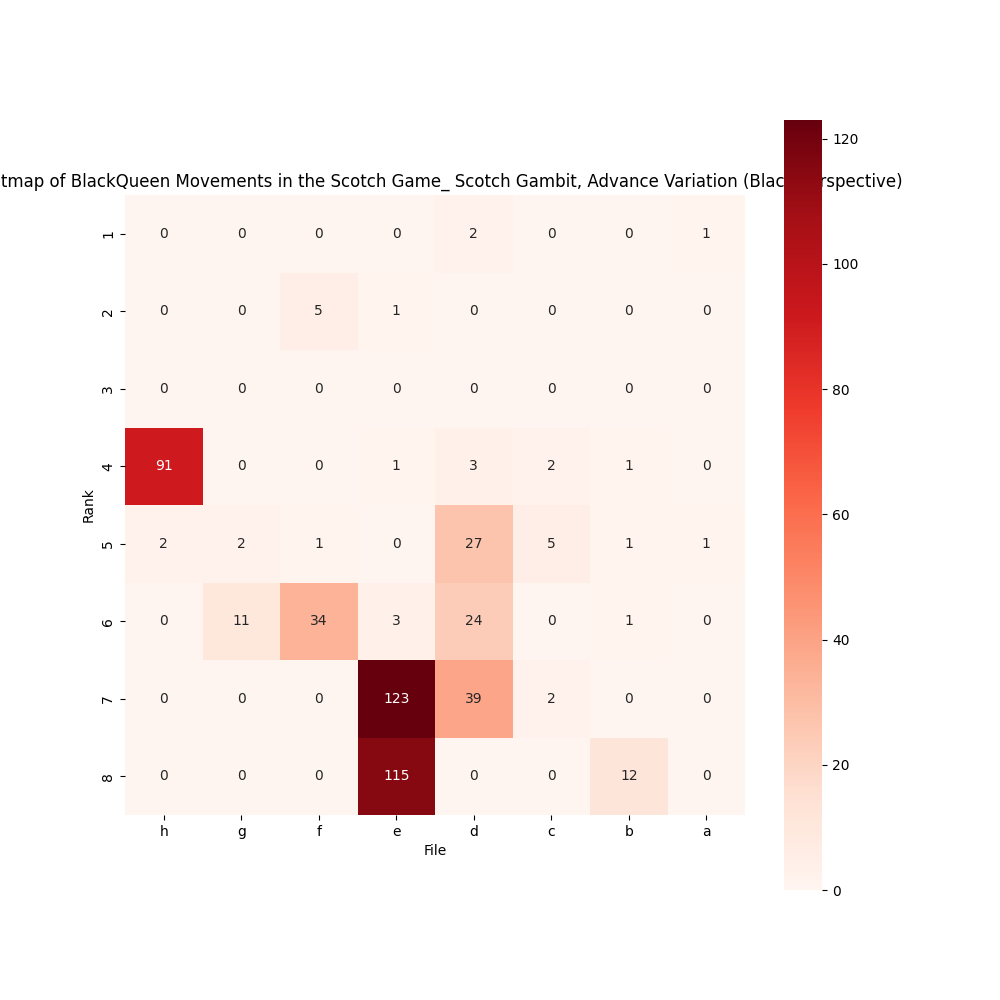 tmap of BlackQueen Movements in the Scotch Game_ Scotch Gambit, Advance Variation (Blac rspective)
1 0 0 0 0 2 0 0 1
2 0 0 5 1 0 0 0 0
3 0 0 0 0 0 0 0 0
4 91 0 0 1 3 2 1 0
Rank
5 2 2 1 0 27 5 1 1
6 0 11 34 3 24 0 1 0
7 0 0 0 123 39 2 0 0
8 0 0 0 115 0 0 12 0
h g f e d c b a
File
120
100
80
60
40
20
0